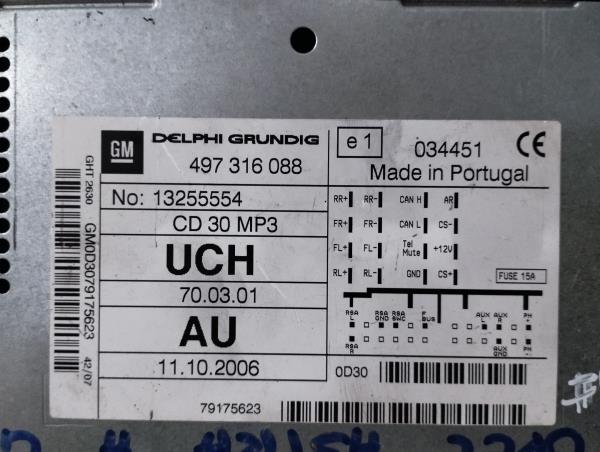 GM DELPHI GRUNDIG
497 316 088
e1 034451 CE
Made in Portugal
GHT 2630
GM0D3079175623
42/07
No: 13255554
CD 30 MP3
UCH
70.03.01
AU
11.10.2006
79175623
RR+ RR- CAN H AR
FR+ FR- CAN L CS-
FL+ FL- Tel Mute +12V
RL+ RL- GND CS+
FUSE 15A
RSA L RSA GND RSA SWC F BUS AUX L AUX R PH +
RSA R AUX GND PH -
0D30